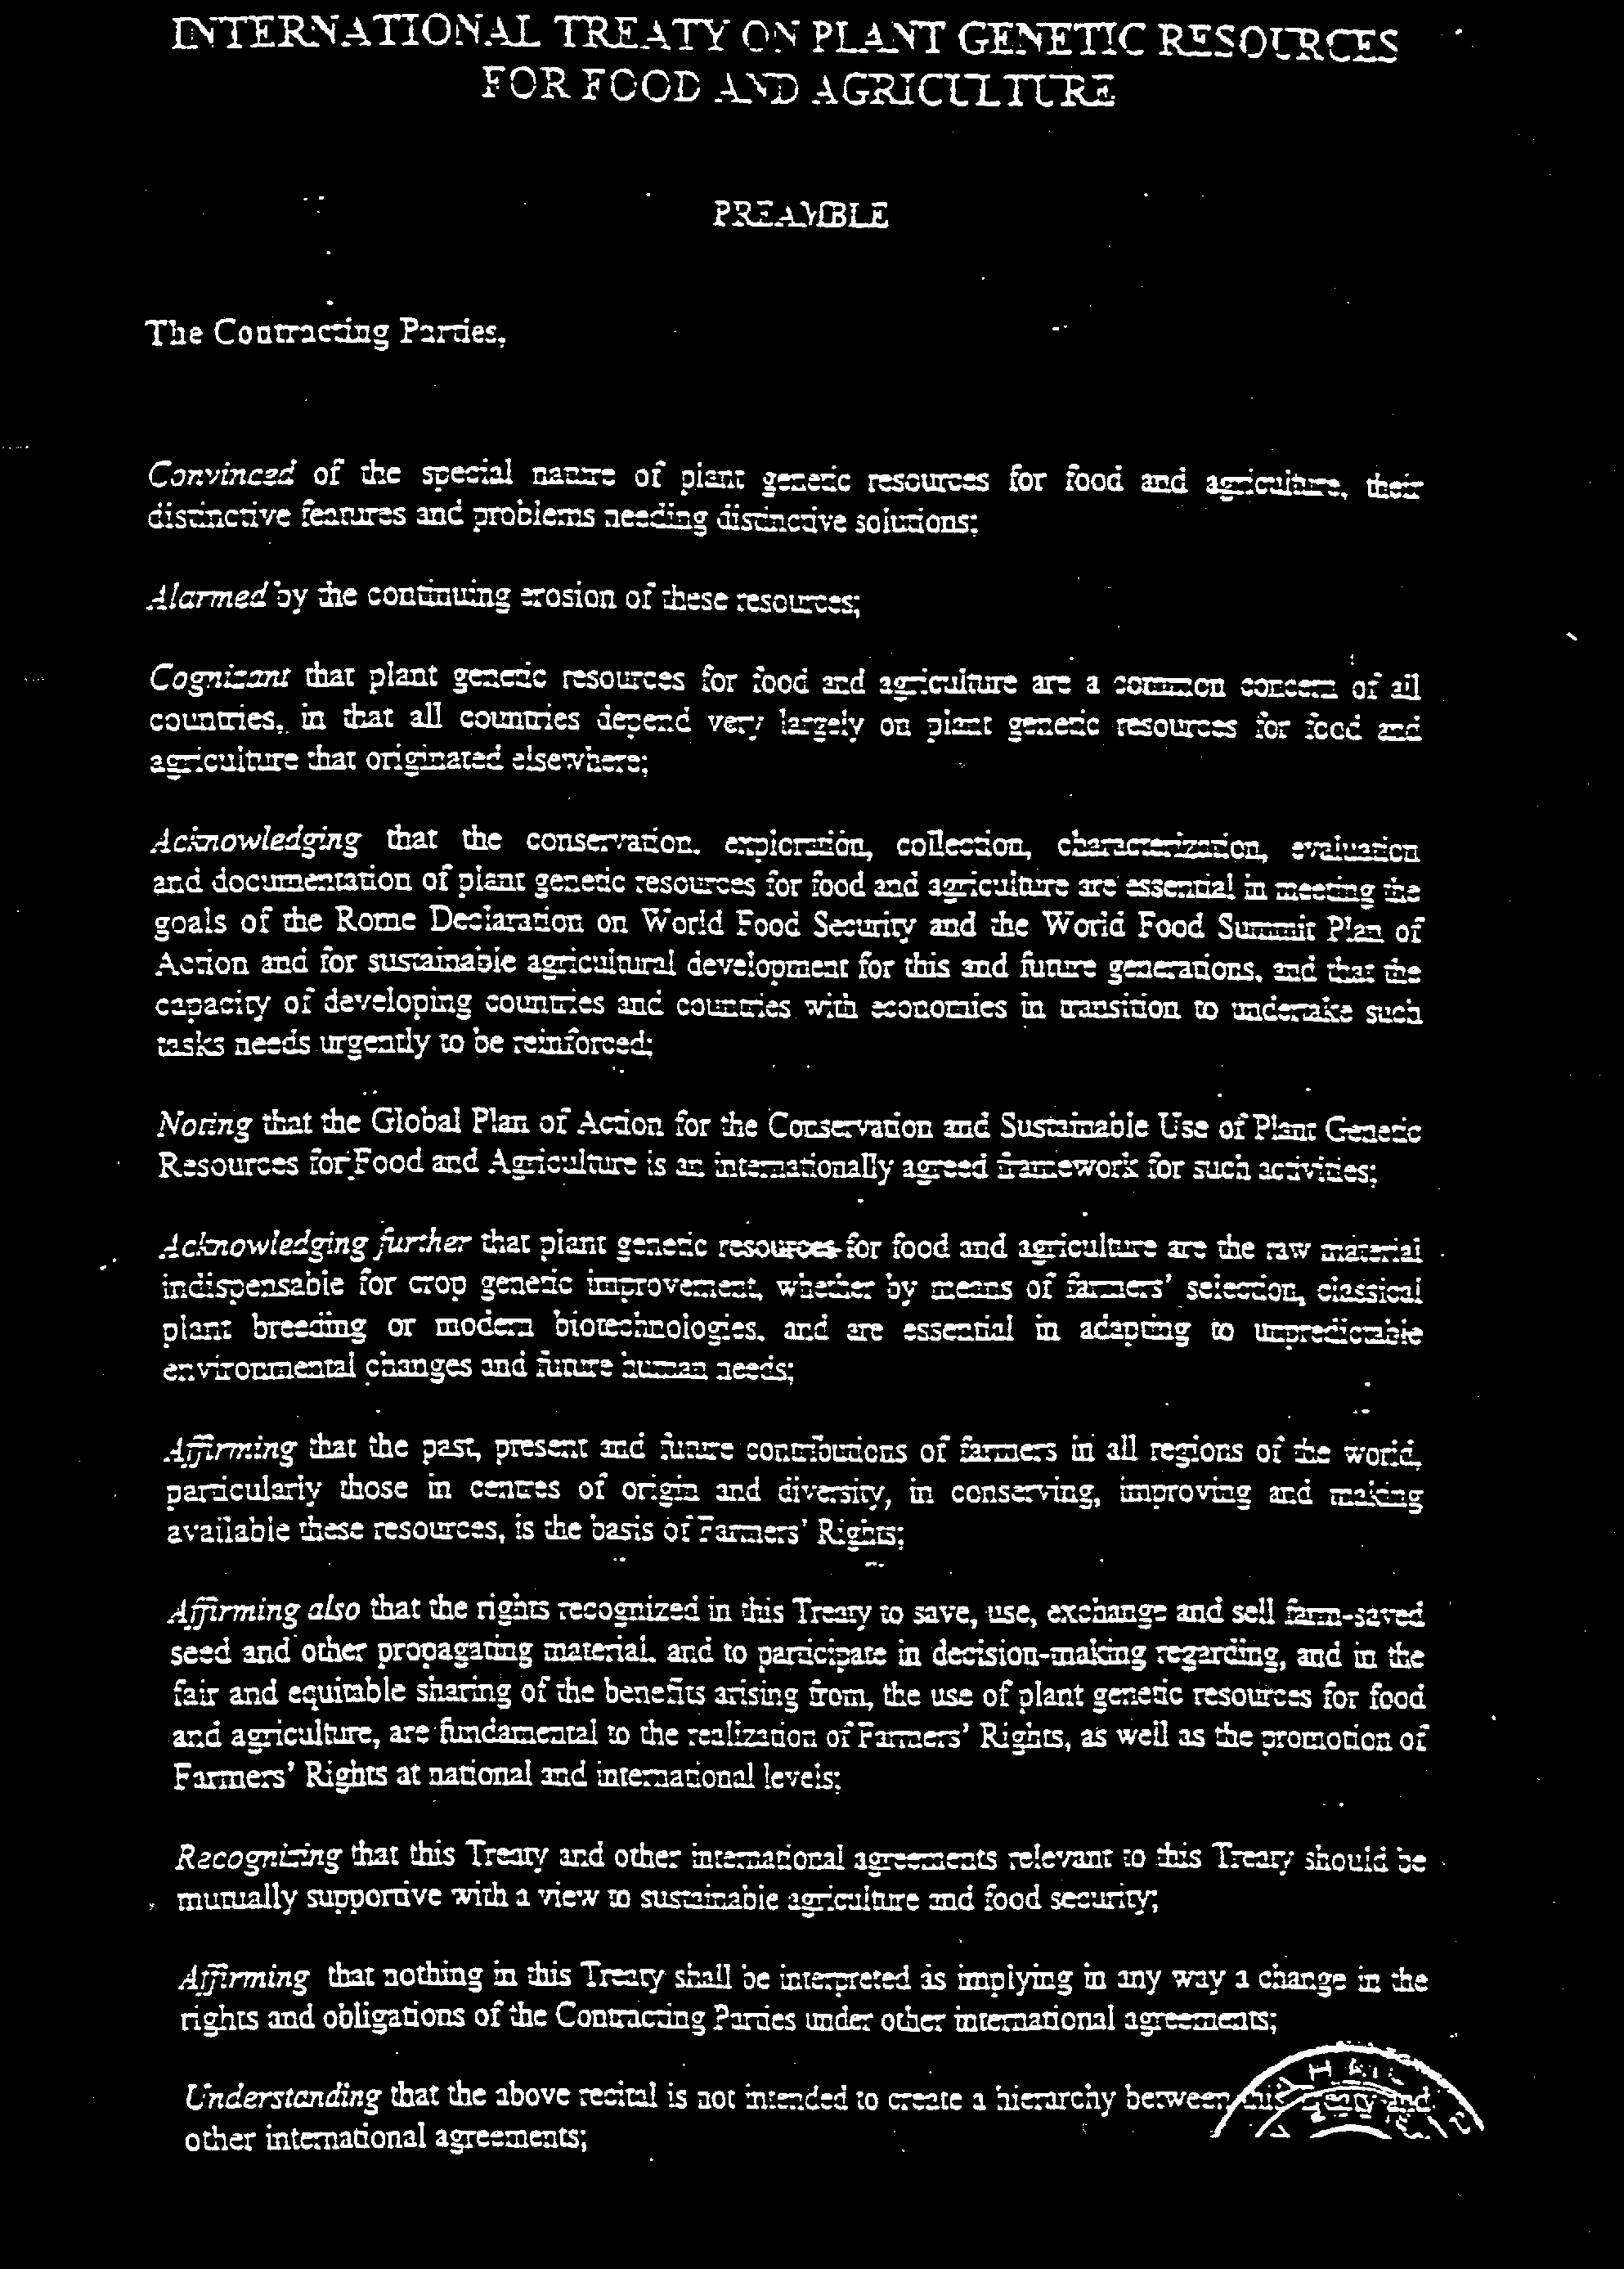 INTERNATIONAL TREATY ON PLANT GENETIC RESOURCES
FOR FOOD AND AGRICULTURE
PREAMBLE
The Contracting Parties,
Convinced of the special nature of plant genetic resources for food and agriculture, their
distinctive features and problems needing distinctive solutions;
Alarmed by the continuing erosion of these resources;
Cognizant that plant genetic resources for food and agriculture are a common concern of all
countries, in that all countries depend very largely on plant genetic resources for food and
agriculture that originated elsewhere;
Acknowledging that the conservation, exploration, collection, characterization, evaluation
and documentation of plant genetic resources for food and agriculture are essential in meeting the
goals of the Rome Declaration on World Food Security and the World Food Summit Plan of
Action and for sustainable agricultural development for this and future generations, and that the
capacity of developing countries and countries with economies in transition to undertake such
tasks needs urgently to be reinforced;
Noting that the Global Plan of Action for the Conservation and Sustainable Use of Plant Genetic
Resources for Food and Agriculture is an internationally agreed framework for such activities;
Acknowledging further that plant genetic resources for food and agriculture are the raw material
indispensable for crop genetic improvement, whether by means of farmers' selection, classical
plant breeding or modern biotechnologies, and are essential in adapting to unpredictable
environmental changes and future human needs;
Affirming that the past, present and future contributions of farmers in all regions of the world,
particularly those in centres of origin and diversity, in conserving, improving and making
available these resources, is the basis of Farmers' Rights;
Affirming also that the rights recognized in this Treaty to save, use, exchange and sell farm-saved
seed and other propagating material, and to participate in decision-making regarding, and in the
fair and equitable sharing of the benefits arising from, the use of plant genetic resources for food
and agriculture, are fundamental to the realization of Farmers' Rights, as well as the promotion of
Farmers' Rights at national and international levels;
Recognizing that this Treaty and other international agreements relevant to this Treaty should be
mutually supportive with a view to sustainable agriculture and food security;
Affirming that nothing in this Treaty shall be interpreted as implying in any way a change in the
rights and obligations of the Contracting Parties under other international agreements;
Understanding that the above recital is not intended to create a hierarchy between this Treaty and
other international agreements;